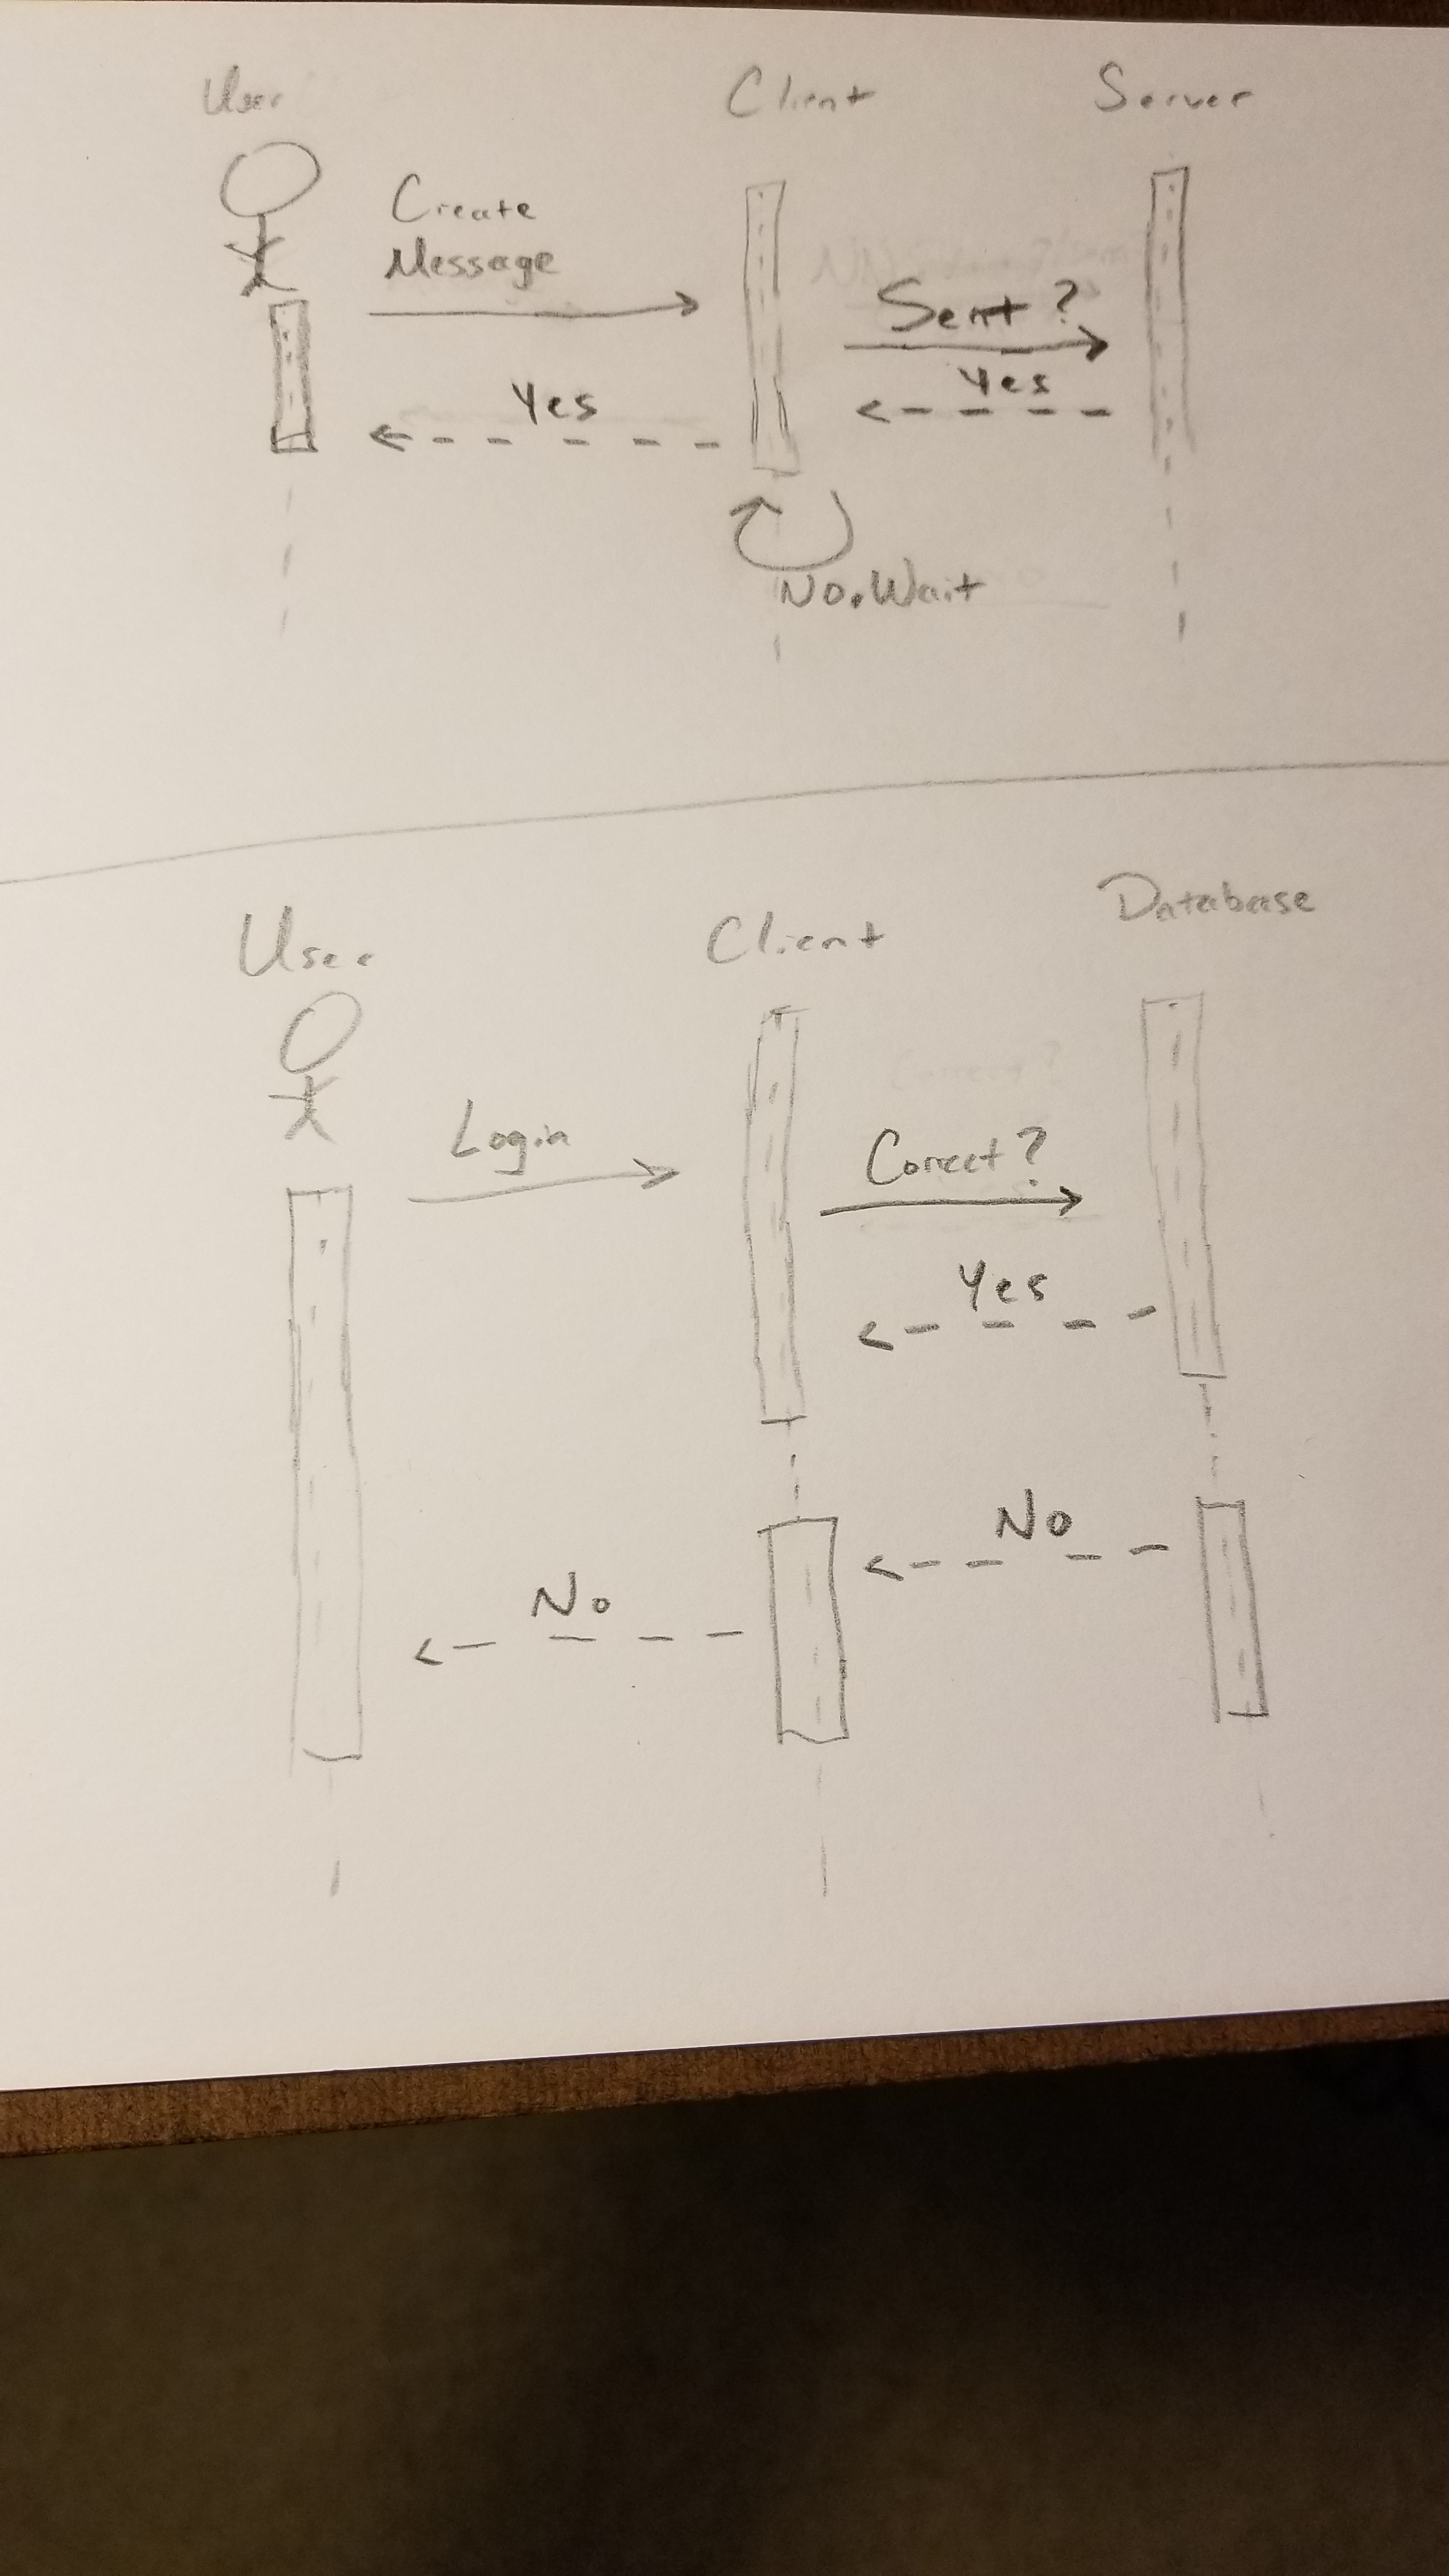 User
Client
Server
Create
Message
Sent?
Yes
Yes
No. Wait
User
Client
Database
Login
Correct?
Yes
No
No